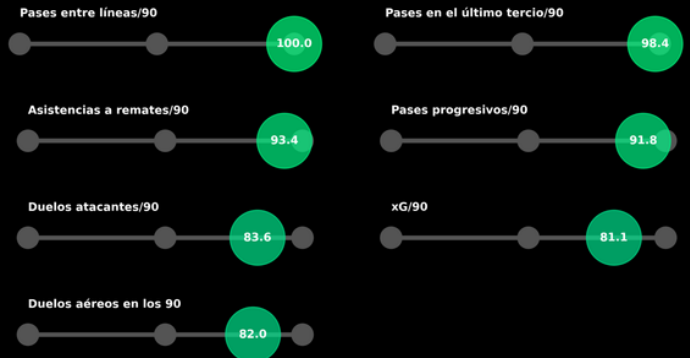 Pases entre líneas/90
Pases en el último tercio/90
100.0
98.4
Asistencias a remates/90
Pases progresivos/90
93.4
91.8
Duelos atacantes/90
xG/90
83.6
81.1
Duelos aéreos en los 90
82.0